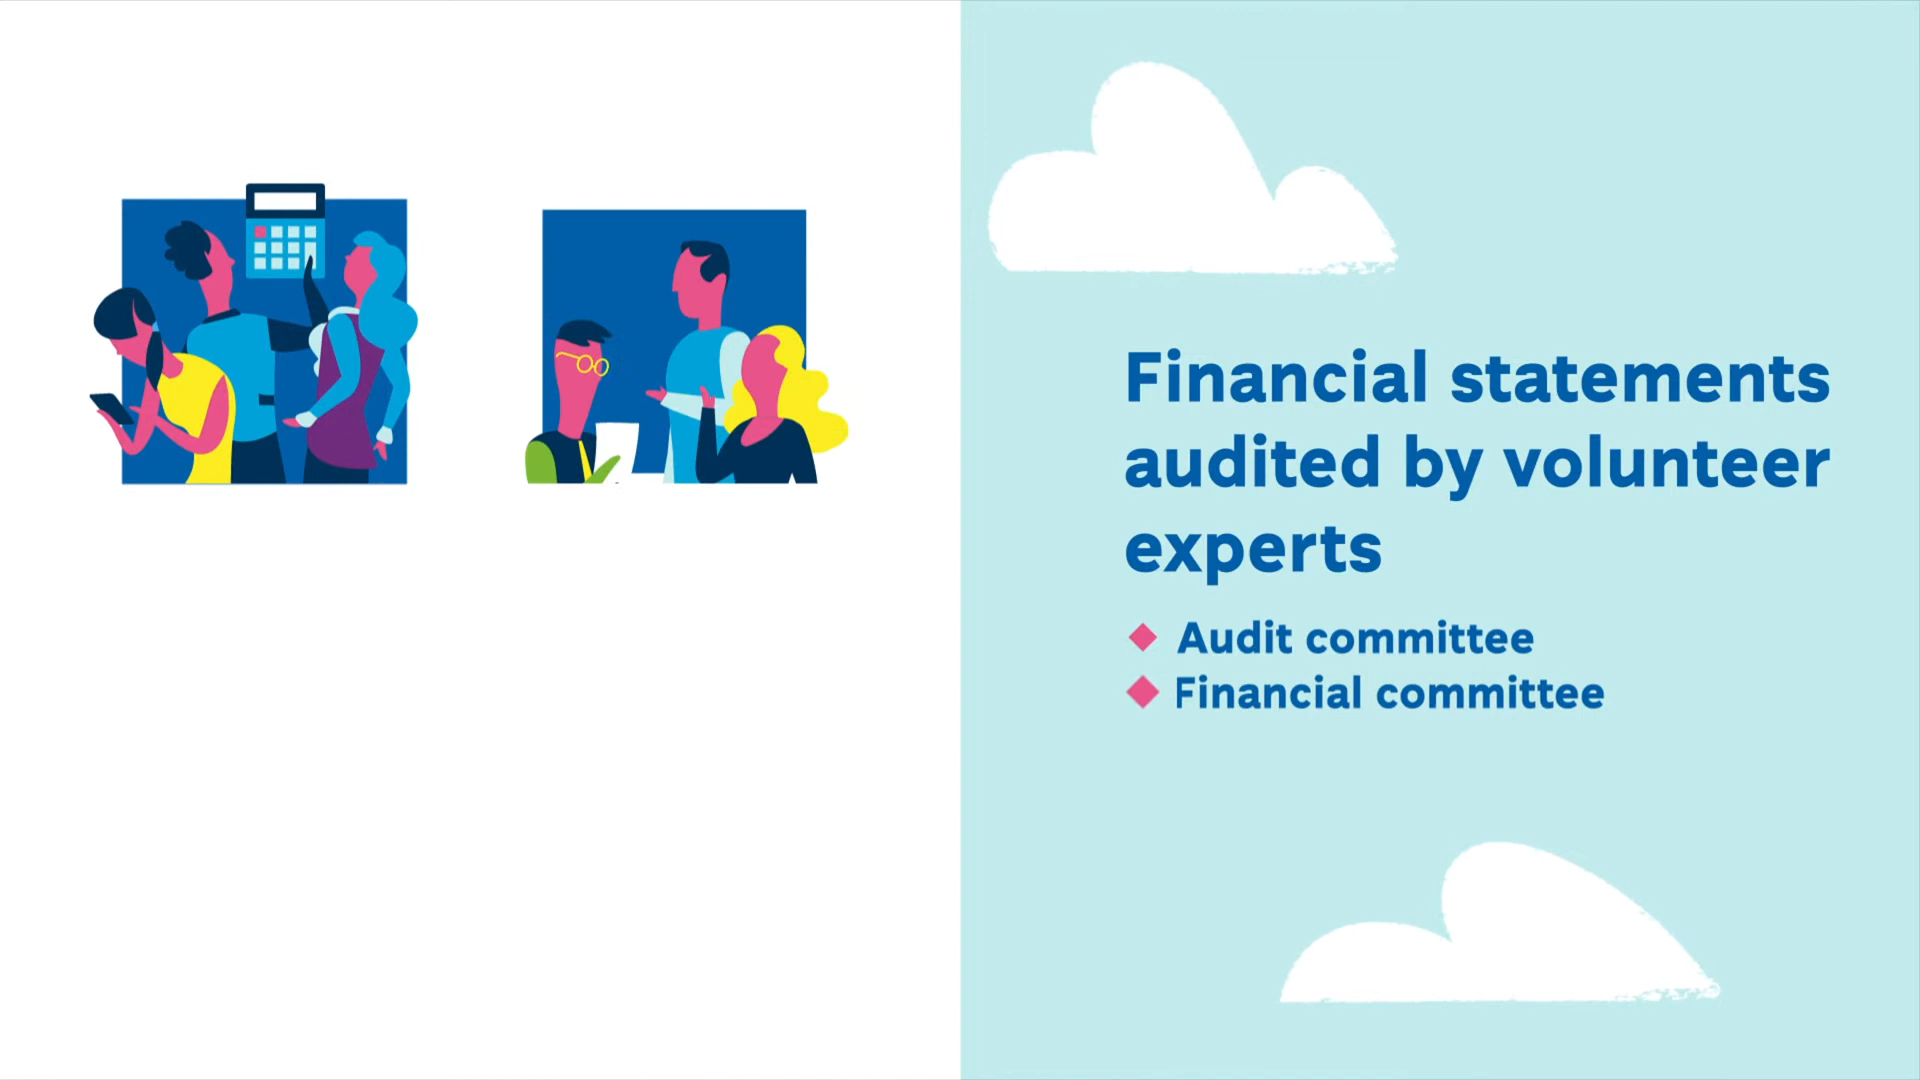 Financial statements
audited by volunteer
experts
Audit committee
Financial committee